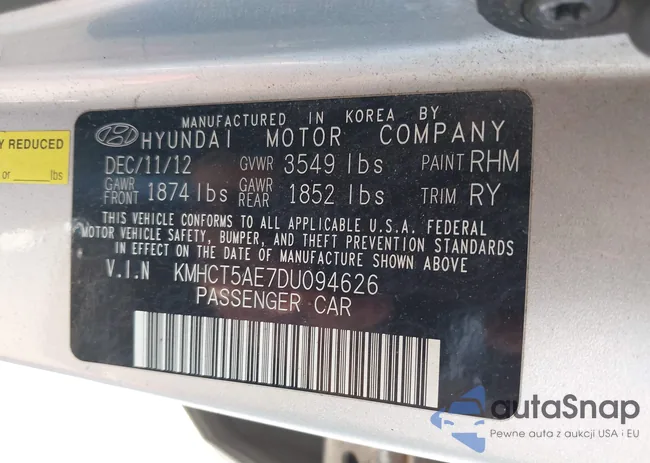 MANUFACTURED IN KOREA BY
HYUNDAI MOTOR COMPANY
DEC/11/12 GVWR 3549 lbs PAINT RHM
GAWR FRONT 1874 lbs GAWR REAR 1852 lbs TRIM RY
THIS VEHICLE CONFORMS TO ALL APPLICABLE U.S.A. FEDERAL
MOTOR VEHICLE SAFETY, BUMPER, AND THEFT PREVENTION STANDARDS
IN EFFECT ON THE DATE OF MANUFACTURE SHOWN ABOVE
V.I.N KMHCT5AE7DU094626
PASSENGER CAR
Y REDUCED
or lbs
autaSnap
Pewne auta z aukcji USA i EU